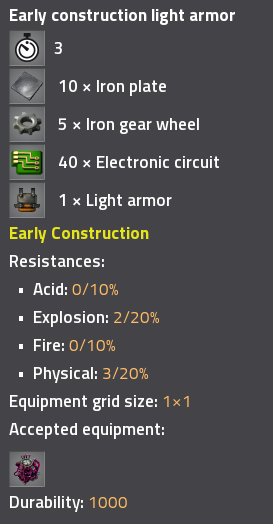 Early construction light armor
3
10 × Iron plate
5 × Iron gear wheel
40 × Electronic circuit
1 × Light armor
Early Construction
Resistances:
▪ Acid: 0/10%
▪ Explosion: 2/20%
▪ Fire: 0/10%
▪ Physical: 3/20%
Equipment grid size: 1×1
Accepted equipment:
Durability: 1000